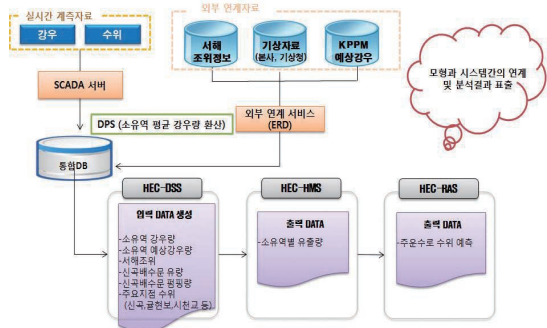 실시간 계측자료
강우
수위
외부 연계자료
서해
조위정보
기상자료
(본사, 기상청)
KPPM
예상강우
모형과 시스템간의 연계
및 분석결과 표출
SCADA 서버
DPS (소유역 평균 강우량 환산)
외부 연계 서비스
(ERD)
통합DB
HEC-DSS
입력 DATA 생성
-소유역 강우량
-소유역 예상강우량
-서해조위
-신곡배수문 유량
-신곡배수문 펌핑량
-주요지점 수위
(신곡,귤현보,시천교 등)
HEC-HMS
출력 DATA
-소유역별 유출량
HEC-RAS
출력 DATA
-주운수로 수위 예측